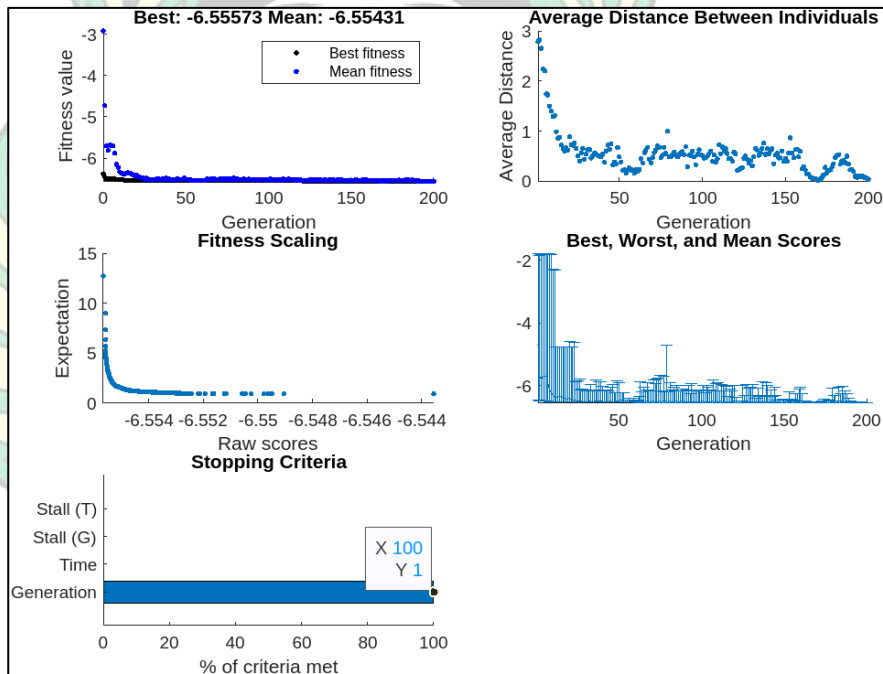 Best: -6.55573 Mean: -6.55431
-3
-4
-5
-6
Fitness value
Best fitness
Mean fitness
0 50 100 150 200
Generation
Average Distance Between Individuals
3
2
1
0
Average Distance
50 100 150 200
Generation
Fitness Scaling
15
10
5
0
Expectation
-6.554 -6.552 -6.55 -6.548 -6.546 -6.544
Raw scores
Best, Worst, and Mean Scores
-2
-4
-6
50 100 150 200
Generation
Stopping Criteria
Stall (T)
Stall (G)
Time
Generation
X 100
Y 1
0 20 40 60 80 100
% of criteria met